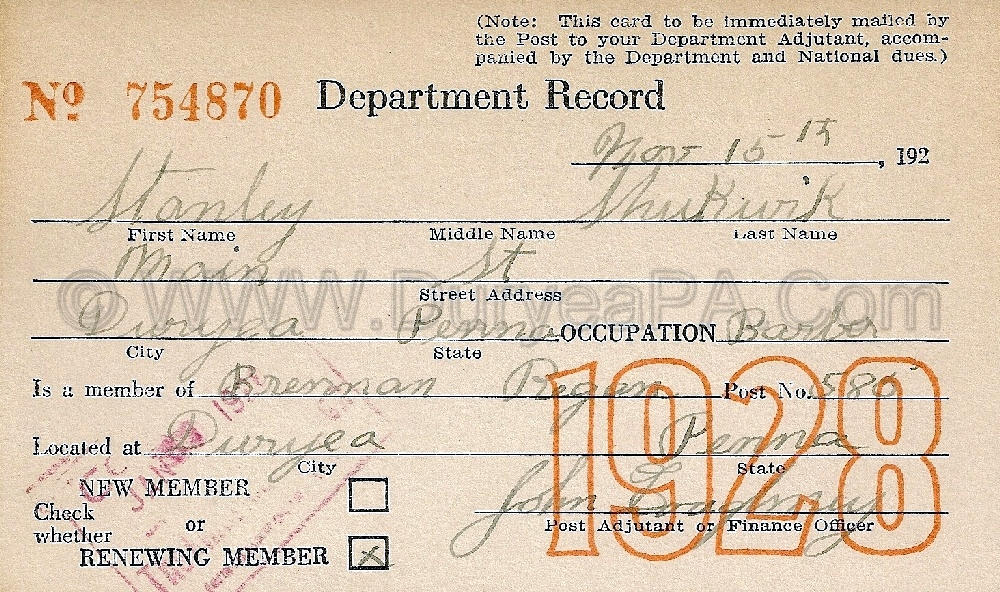 (Note: This card to be immediately mailed by
the Post to your Department Adjutant, accom-
panied by the Department and National dues.)
Nº 754870 Department Record
Nov 15th, 192
Stanley Shukwik
First Name Middle Name Last Name
Main St
Street Address
© WWW.DuryeaPA.Com
Duryea Penna OCCUPATION Barber
City State
Is a member of Brennan Regan Post No. 586
Located at Duryea Penna
City State
1928
NEW MEMBER
Check whether or
John
Post Adjutant or Finance Officer
RENEWING MEMBER X